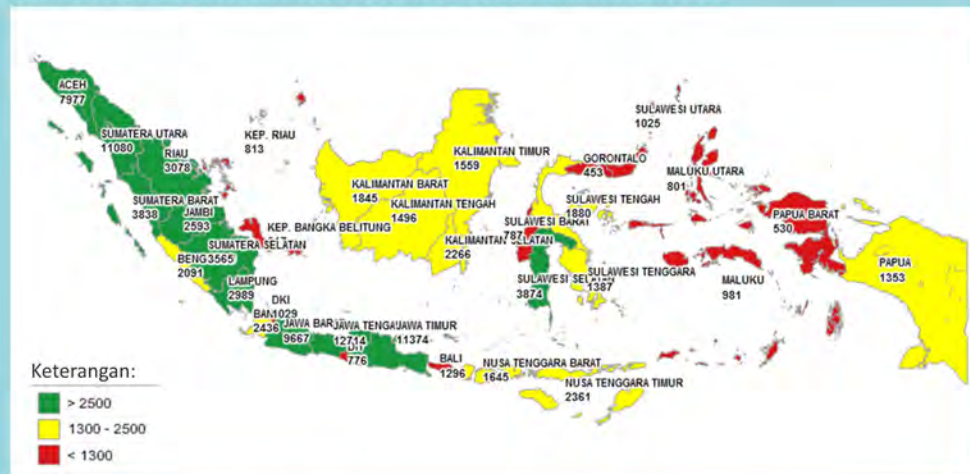 ACEH
7977
SUMATERA UTARA
11080
RIAU
3078
KEP. RIAU
813
SUMATERA BARAT
3838
JAMBI
2593
KEP. BANGKA BELITUNG
SUMATERA SELATAN
3565
BENG
2091
LAMPUNG
2989
DKI
1029
BAN
2436
JAWA BAR
9667
JAWA TENGA
12714
776
JAWA TIMUR
11374
BALI
1296
NUSA TENGGARA BARAT
1645
NUSA TENGGARA TIMUR
2361
KALIMANTAN BARAT
1845
KALIMANTAN TENGAH
1496
KALIMANTAN TIMUR
1559
KALIMANTAN SELATAN
2266
SULAWESI UTARA
1025
GORONTALO
453
SULAWESI TENGAH
1880
SULAWESI BARAT
787
SULAWESI SELATAN
3874
SULAWESI TENGGARA
1387
MALUKU UTARA
801
MALUKU
981
PAPUA BARAT
530
PAPUA
1353
Keterangan:
> 2500
1300 - 2500
< 1300